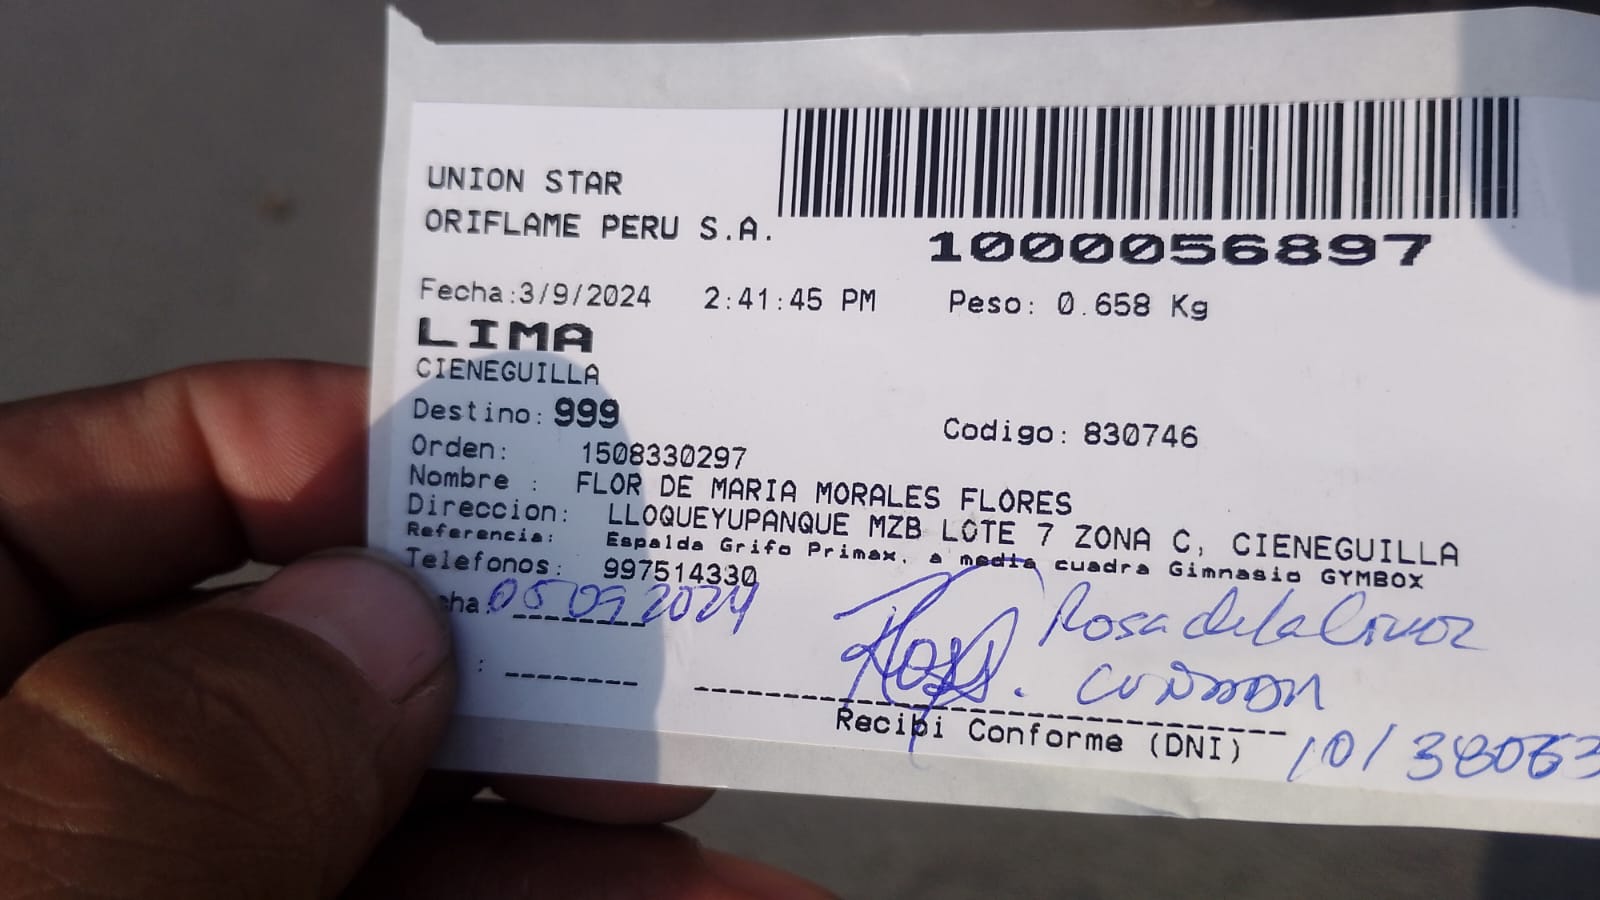 UNION STAR
ORIFLAME PERU S.A.
1000056897
Fecha:3/9/2024 2:41:45 PM Peso: 0.658 Kg
LIMA
CIENEGUILLA
Destino: 999 Codigo: 830746
Orden: 1508330297
Nombre : FLOR DE MARIA MORALES FLORES
Direccion: LLOQUEYUPANQUE MZB LOTE 7 ZONA C, CIENEGUILLA
Referencia: Espalda Grifo Primax, a media cuadra Gimnasio GYMBOX
Telefonos: 997514330
cha: 05 09 2024
Rosa de la Cruz
:
Recibi Conforme (DNI)
10138063